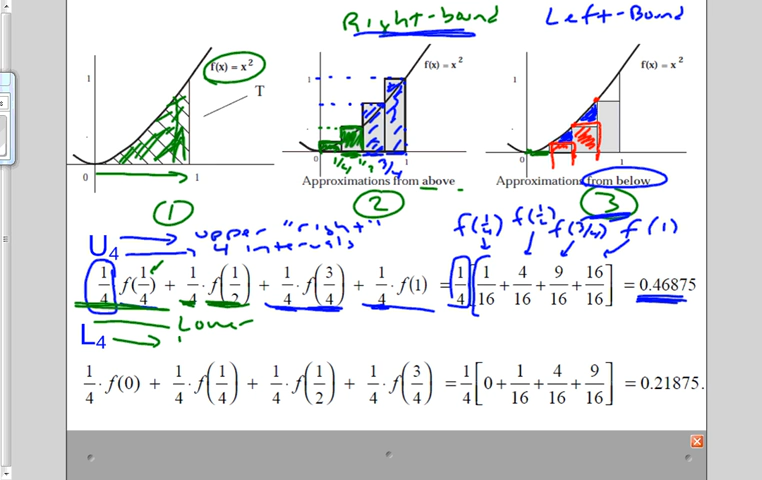 Right-bound Left-Bound
f(x) = x² f(x) = x² f(x) = x²
1 1 1
T
0 1 0 1/4 1/2 3/4 1 0 1
Approximations from above Approximations from below
1 2 3
U4 → upper "right"
→ 4 intervals
f(1/4) f(1/2) f(3/4) f(1)
1/4 f(1/4) + 1/4 · f(1/2) + 1/4 · f(3/4) + 1/4 · f(1) = 1/4 [1/16 + 4/16 + 9/16 + 16/16] = 0.46875
L4 → Lower
1/4 · f(0) + 1/4 · f(1/4) + 1/4 · f(1/2) + 1/4 · f(3/4) = 1/4 [0 + 1/16 + 4/16 + 9/16] = 0.21875.